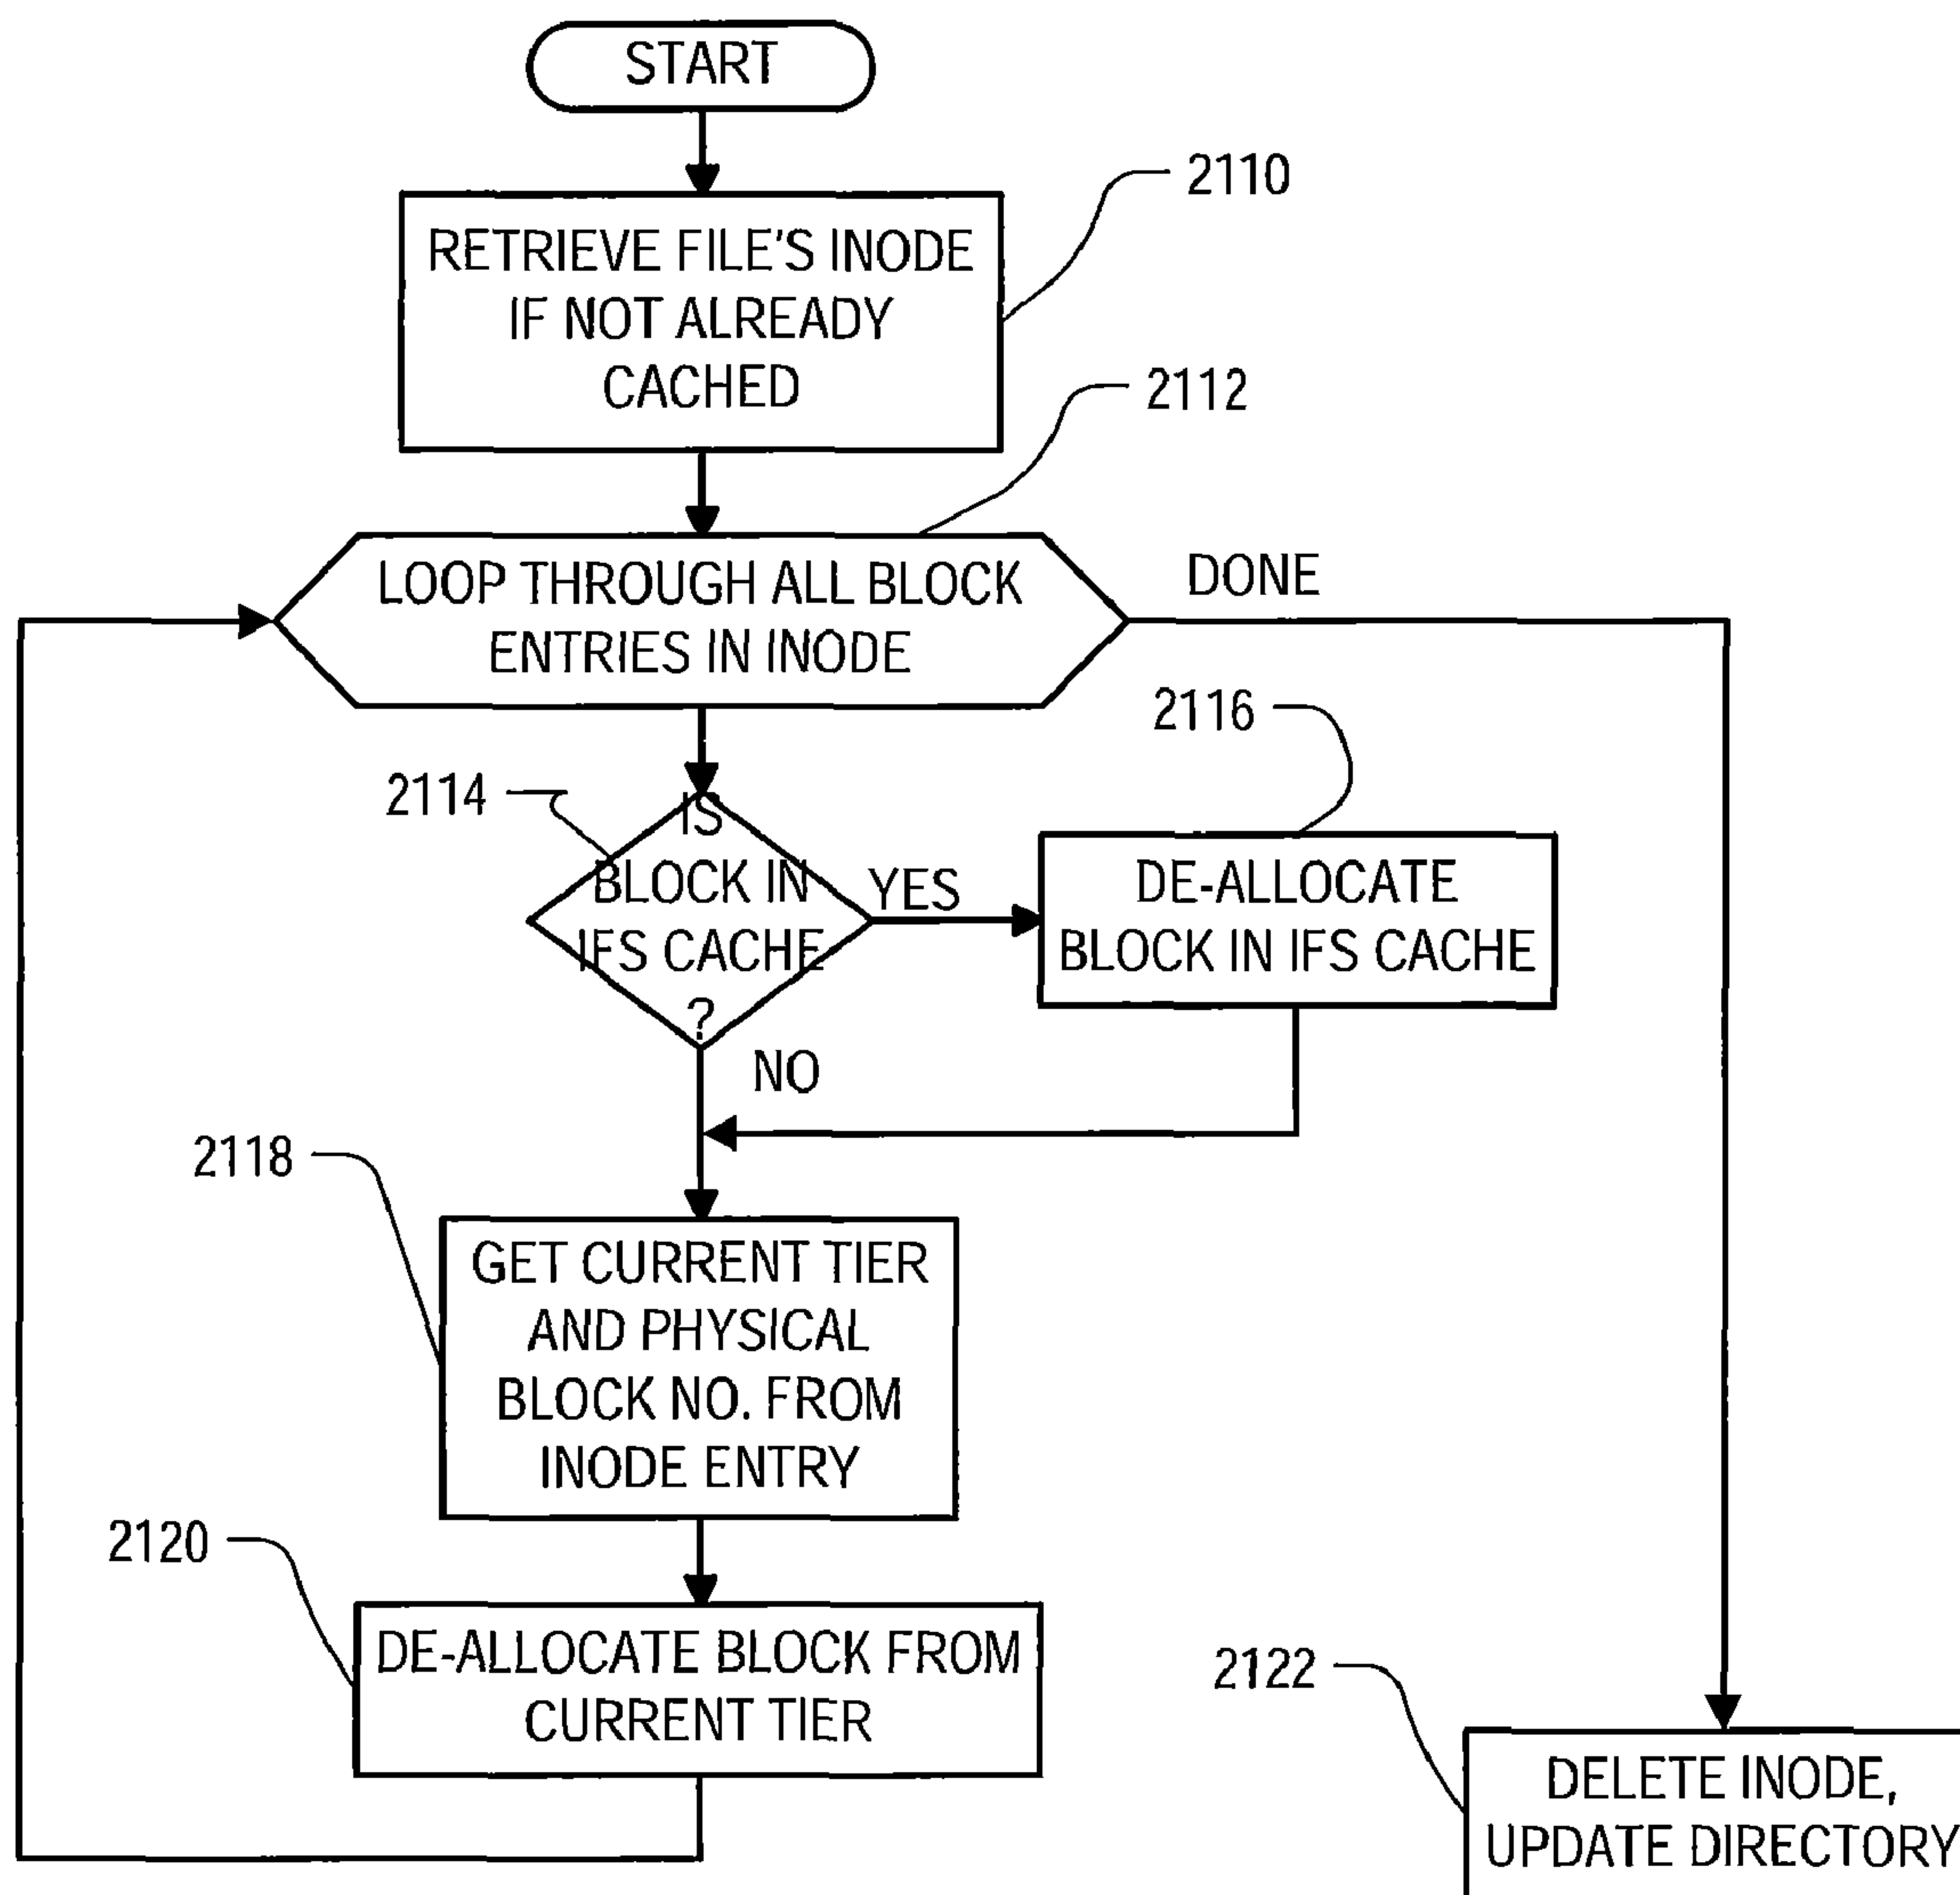 START
2110
RETRIEVE FILE'S INODE
IF NOT ALREADY
CACHED
2112
LOOP THROUGH ALL BLOCK
ENTRIES IN INODE
DONE
2114
IS
BLOCK IN
IFS CACHE
?
YES
NO
2116
DE-ALLOCATE
BLOCK IN IFS CACHE
2118
GET CURRENT TIER
AND PHYSICAL
BLOCK NO. FROM
INODE ENTRY
2120
DE-ALLOCATE BLOCK FROM
CURRENT TIER
2122
DELETE INODE,
UPDATE DIRECTORY